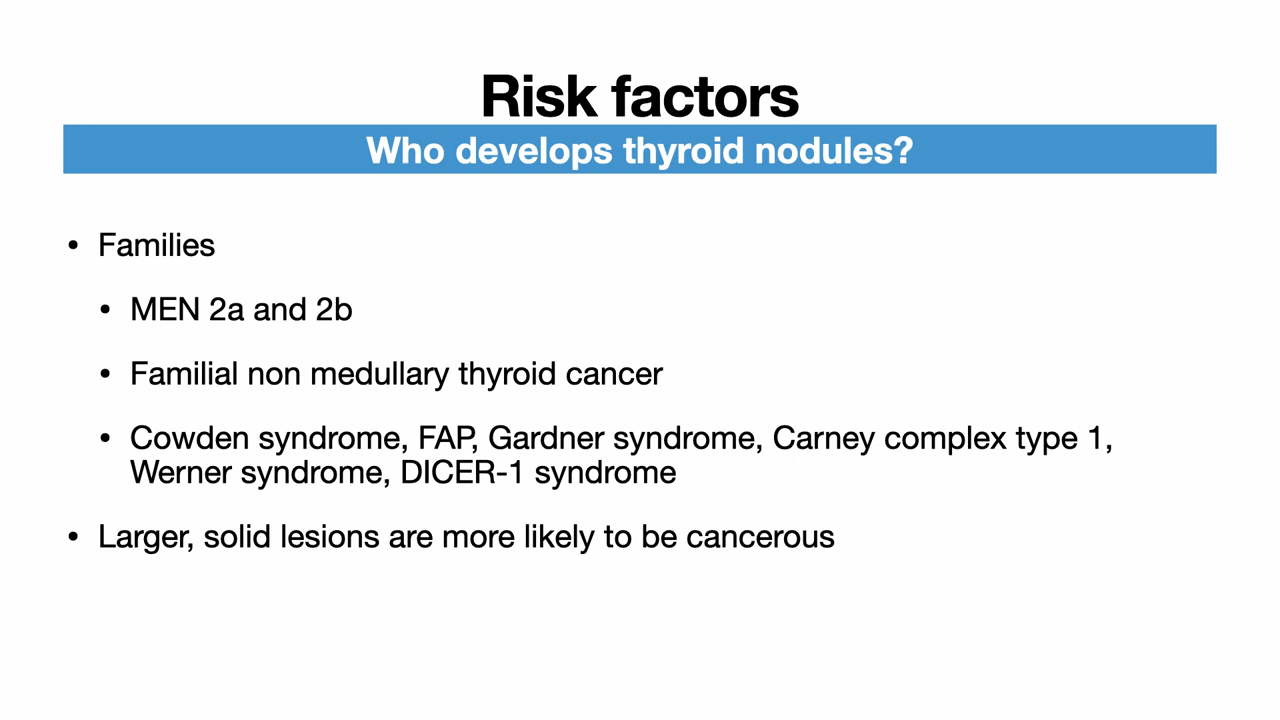 Risk factors
Who develops thyroid nodules?
• Families
• MEN 2a and 2b
• Familial non medullary thyroid cancer
• Cowden syndrome, FAP, Gardner syndrome, Carney complex type 1,
Werner syndrome, DICER-1 syndrome
• Larger, solid lesions are more likely to be cancerous